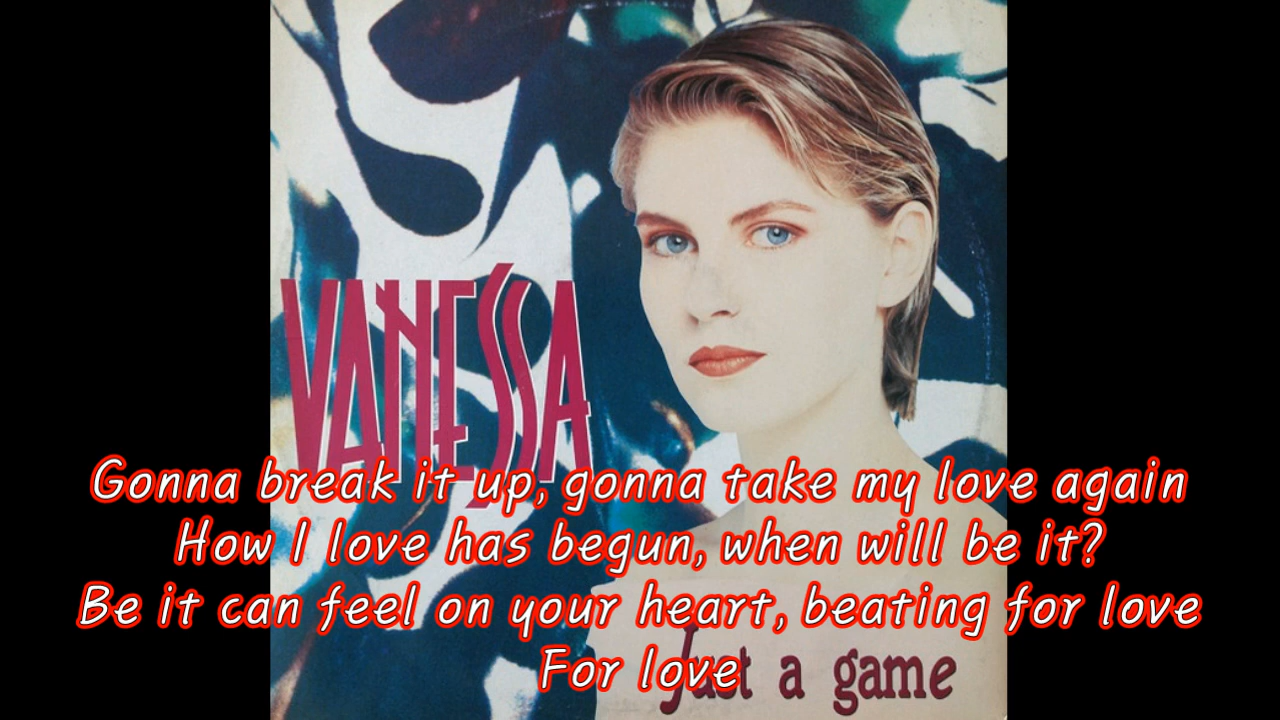 VANESSA
Gonna break it up, gonna take my love again
How I love has begun, when will be it?
Be it can feel on your heart, beating for love
For love
Just a game